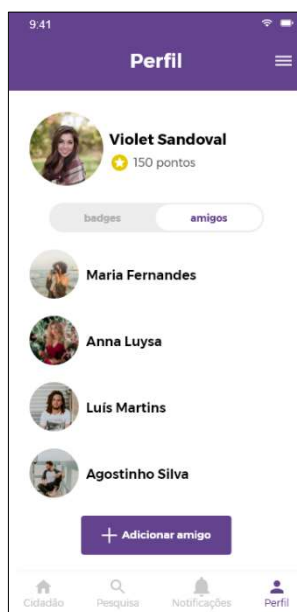 9:41
Perfil
Violet Sandoval
150 pontos
badges amigos
Maria Fernandes
Anna Luysa
Luís Martins
Agostinho Silva
Adicionar amigo
Cidadão Pesquisa Notificações Perfil